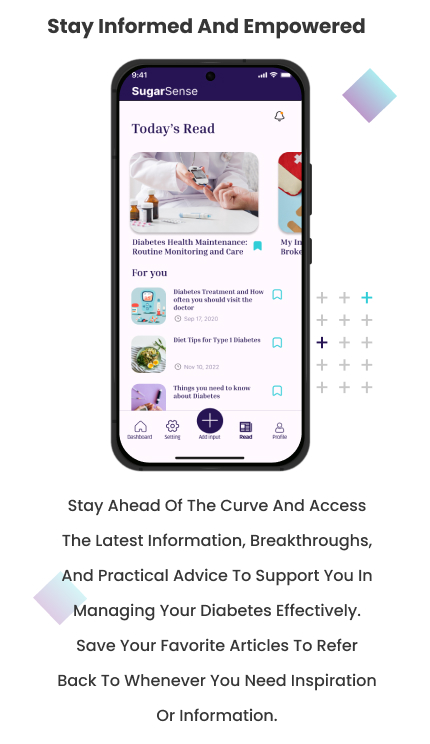 Stay Informed And Empowered
9:41
SugarSense
Today's Read
Diabetes Health Maintenance:
Routine Monitoring and Care
My In
Broke
For you
Diabetes Treatment and How
often you should visit the
doctor
Sep 17, 2020
Diet Tips for Type 1 Diabetes
Nov 10, 2022
Things you need to know
about Diabetes
Dashboard
Setting
Add Input
Read
Profile
Stay Ahead Of The Curve And Access
The Latest Information, Breakthroughs,
And Practical Advice To Support You In
Managing Your Diabetes Effectively.
Save Your Favorite Articles To Refer
Back To Whenever You Need Inspiration
Or Information.